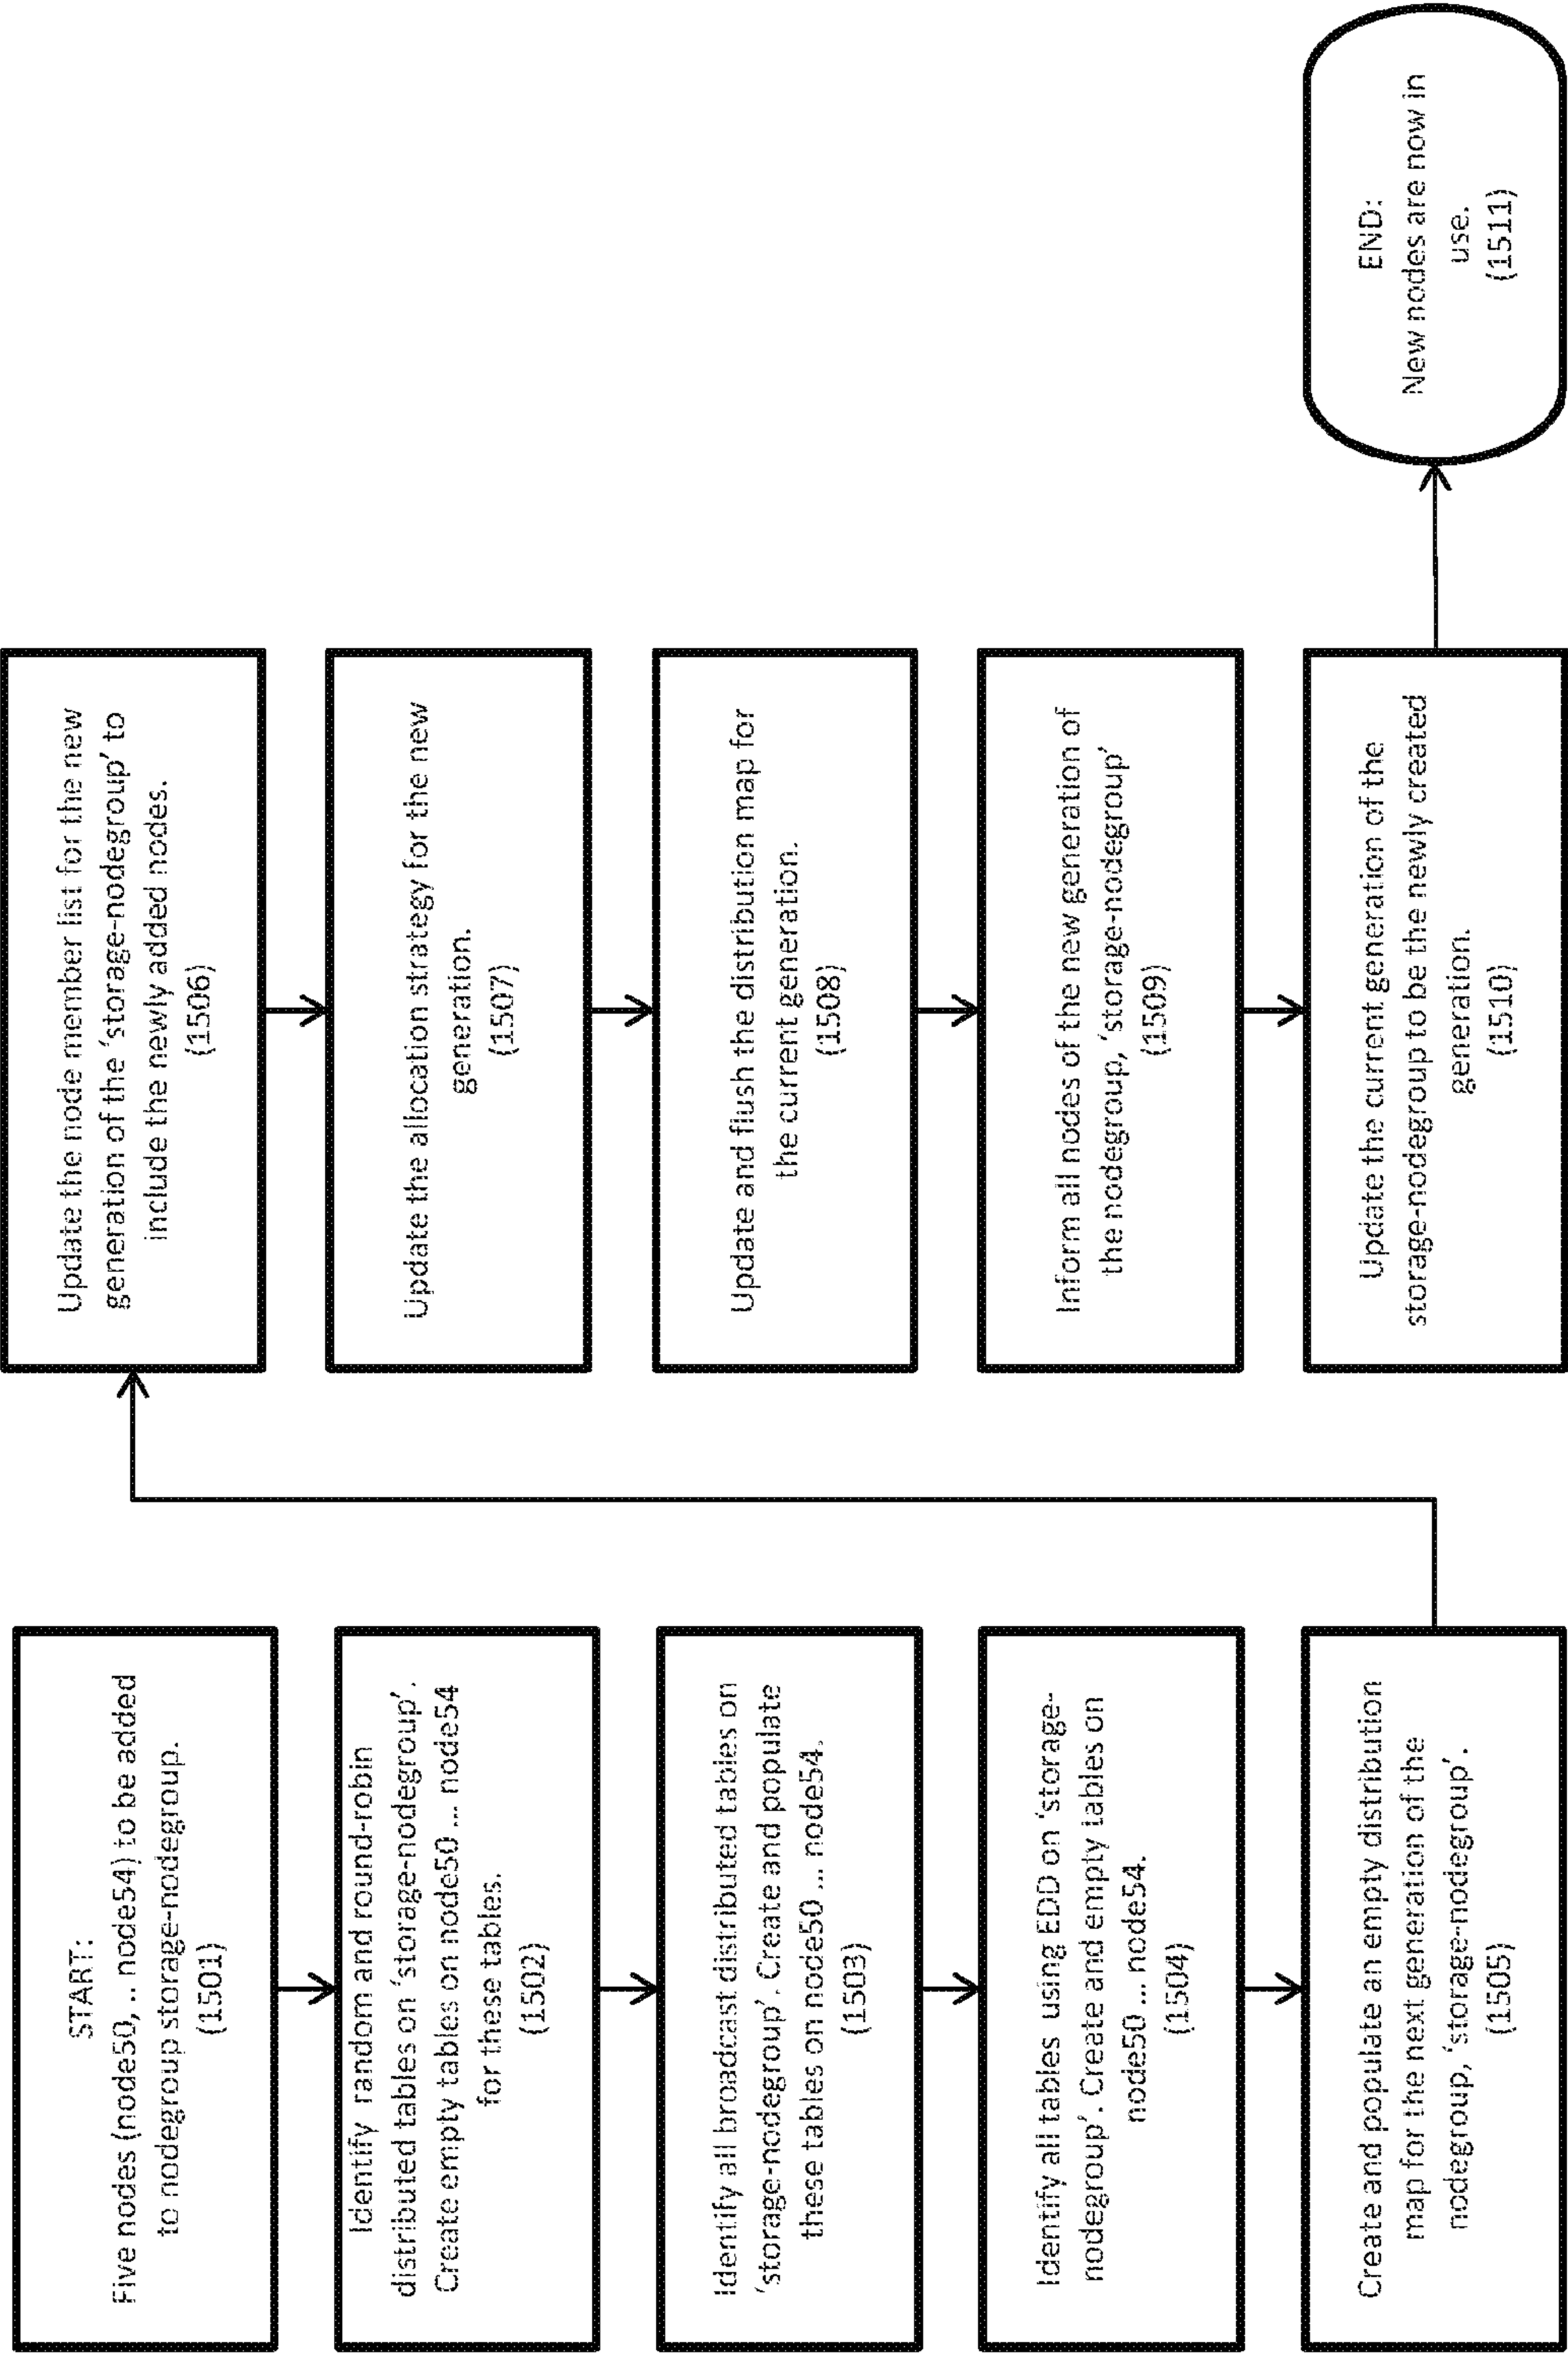 START:
Five nodes (node50, .. node54) to be added
to nodegroup storage-nodegroup.
(1501)
Identify random and round-robin
distributed tables on ‘storage-nodegroup’.
Create empty tables on node50 ... node54
for these tables.
(1502)
Identify all broadcast distributed tables on
‘storage-nodegroup’. Create and populate
these tables on node50 ... node54.
(1503)
Identify all tables using EDD on ‘storage-
nodegroup’. Create and empty tables on
node50 ... node54.
(1504)
Create and populate an empty distribution
map for the next generation of the
nodegroup, ‘storage-nodegroup’.
(1505)
Update the node member list for the new
generation of the ‘storage-nodegroup’ to
include the newly added nodes.
(1506)
Update the allocation strategy for the new
generation.
(1507)
Update and flush the distribution map for
the current generation.
(1508)
Inform all nodes of the new generation of
the nodegroup, ‘storage-nodegroup’
(1509)
Update the current generation of the
storage-nodegroup to be the newly created
generation.
(1510)
END:
New nodes are now in
use.
(1511)